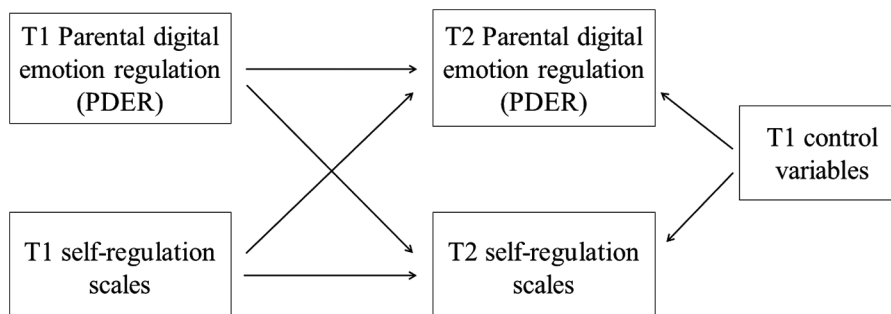 T1 Parental digital
emotion regulation
(PDER)
T2 Parental digital
emotion regulation
(PDER)
T1 control
variables
T1 self-regulation
scales
T2 self-regulation
scales